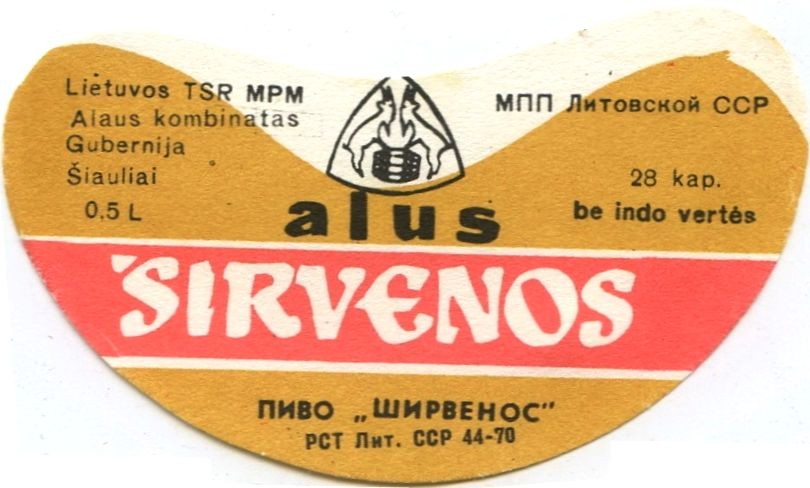 Lietuvos TSR MPM
Alaus kombinatas
Gubernija
Šiauliai
0,5 L
МПП Литовской ССР
28 kap.
be indo vertės
alus
ŠIRVENOS
ПИВО „ШИРВЕНОС"
РСТ Лит. ССР 44-70